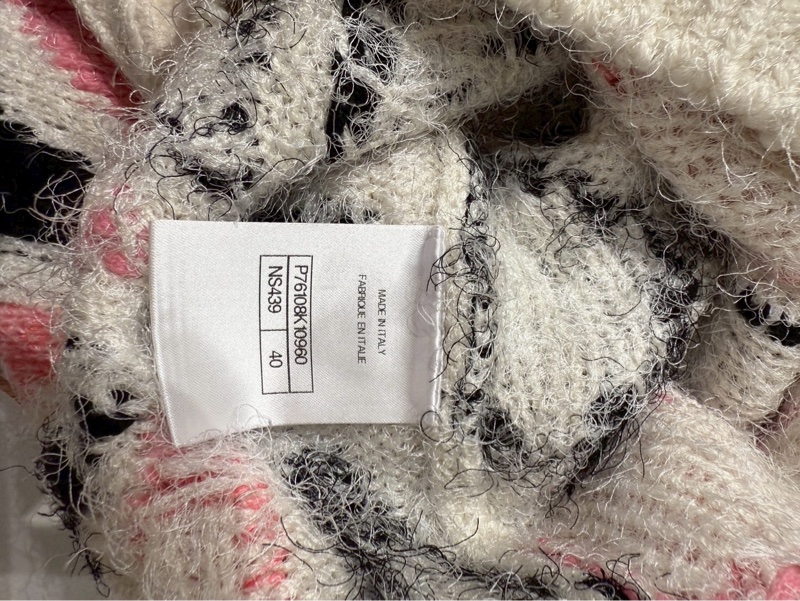 MADE IN ITALY
FABRIQUE EN ITALIE
P76108K10960
NS439 40